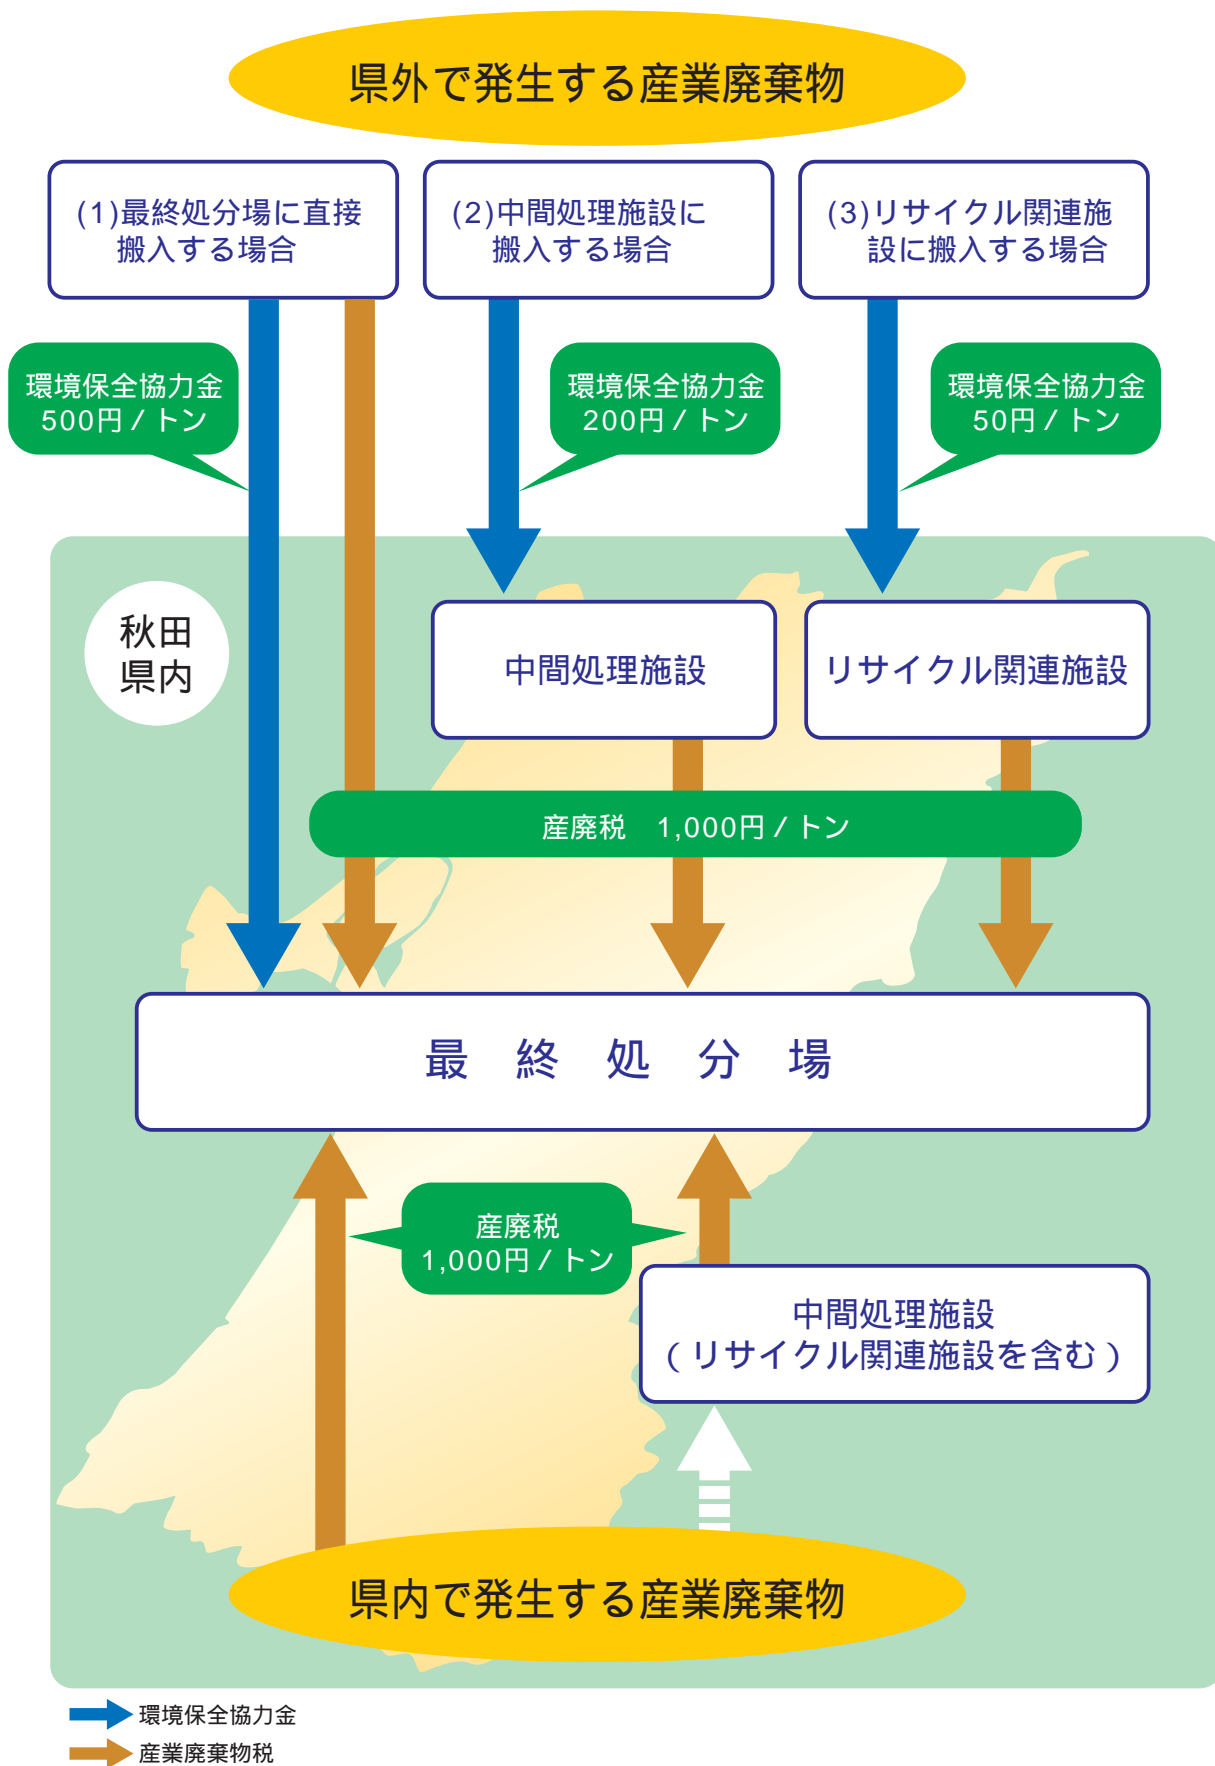 県外で発生する産業廃棄物
(1)最終処分場に直接
搬入する場合
(2)中間処理施設に
搬入する場合
(3)リサイクル関連施
設に搬入する場合
環境保全協力金
500円/トン
環境保全協力金
200円/トン
環境保全協力金
50円/トン
秋田
県内
中間処理施設
リサイクル関連施設
産廃税　1,000円/トン
最　終　処　分　場
産廃税
1,000円/トン
中間処理施設
(リサイクル関連施設を含む)
県内で発生する産業廃棄物
環境保全協力金
産業廃棄物税